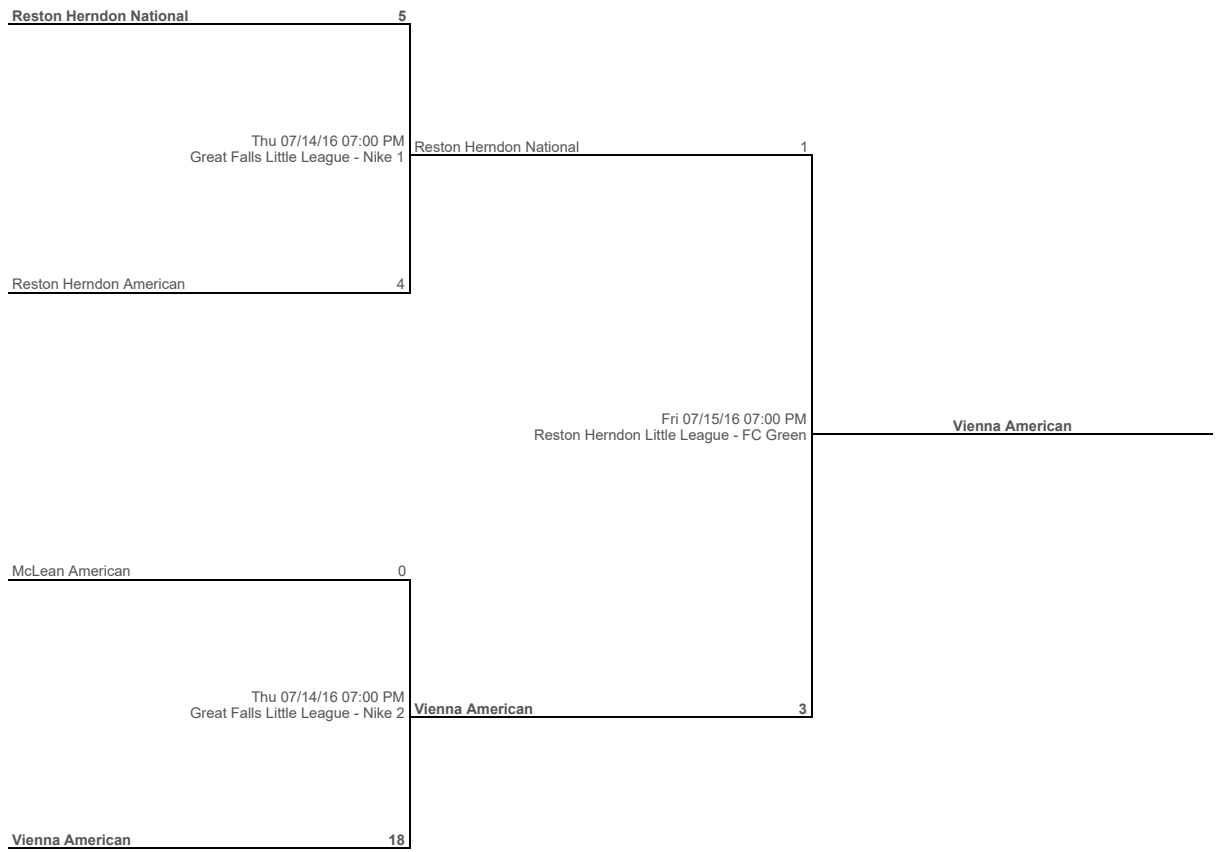 Reston Herndon National 5
Thu 07/14/16 07:00 PM
Great Falls Little League - Nike 1
Reston Herndon National 1
Reston Herndon American 4
Fri 07/15/16 07:00 PM
Reston Herndon Little League - FC Green
Vienna American
McLean American 0
Thu 07/14/16 07:00 PM
Great Falls Little League - Nike 2
Vienna American 3
Vienna American 18